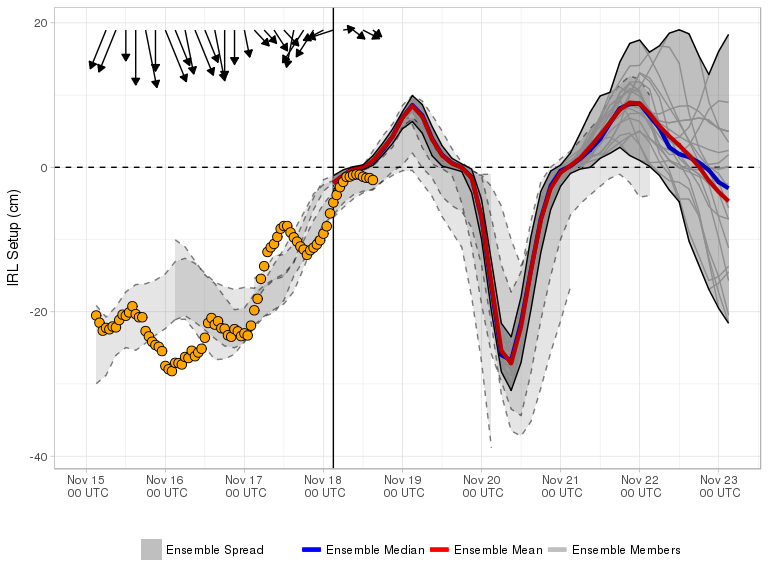 20
0
-20
-40
IRL Setup (cm)
Nov 15 Nov 16 Nov 17 Nov 18 Nov 19 Nov 20 Nov 21 Nov 22 Nov 23
00 UTC 00 UTC 00 UTC 00 UTC 00 UTC 00 UTC 00 UTC 00 UTC 00 UTC
Ensemble Spread Ensemble Median Ensemble Mean Ensemble Members